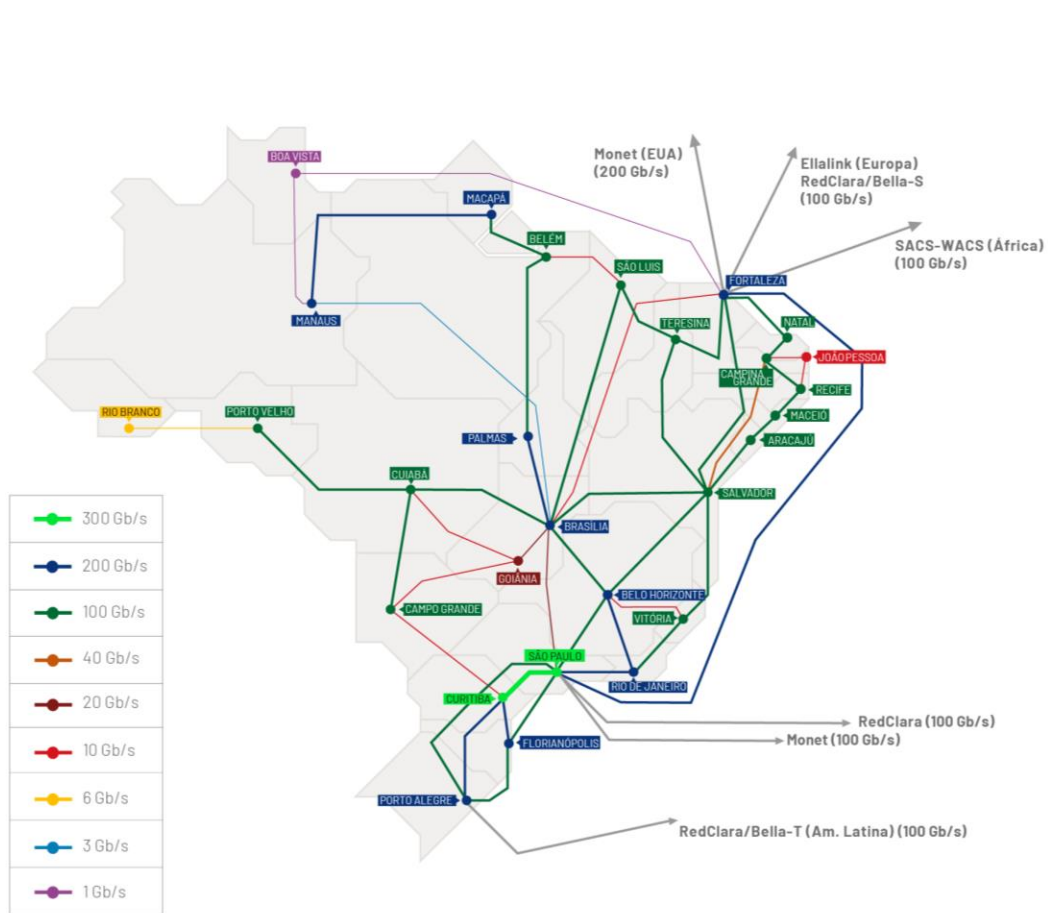 Monet (EUA)
(200 Gb/s)
Ellalink (Europa)
RedClara/Bella-S
(100 Gb/s)
SACS-WACS (África)
(100 Gb/s)
BOA VISTA
MACAPÁ
BELÉM
SÃO LUIS
FORTALEZA
MANAUS
TERESINA
NATAL
JOÃO PESSOA
CAMPINA
GRANDE
RECIFE
RIO BRANCO
PORTO VELHO
MACEIÓ
PALMAS
ARACAJÚ
CUIABÁ
SALVADOR
BRASÍLIA
GOIÂNIA
BELO HORIZONTE
CAMPO GRANDE
VITÓRIA
SÃO PAULO
RIO DE JANEIRO
CURITIBA
RedClara (100 Gb/s)
Monet (100 Gb/s)
FLORIANÓPOLIS
PORTO ALEGRE
RedClara/Bella-T (Am. Latina) (100 Gb/s)
300 Gb/s
200 Gb/s
100 Gb/s
40 Gb/s
20 Gb/s
10 Gb/s
6 Gb/s
3 Gb/s
1 Gb/s